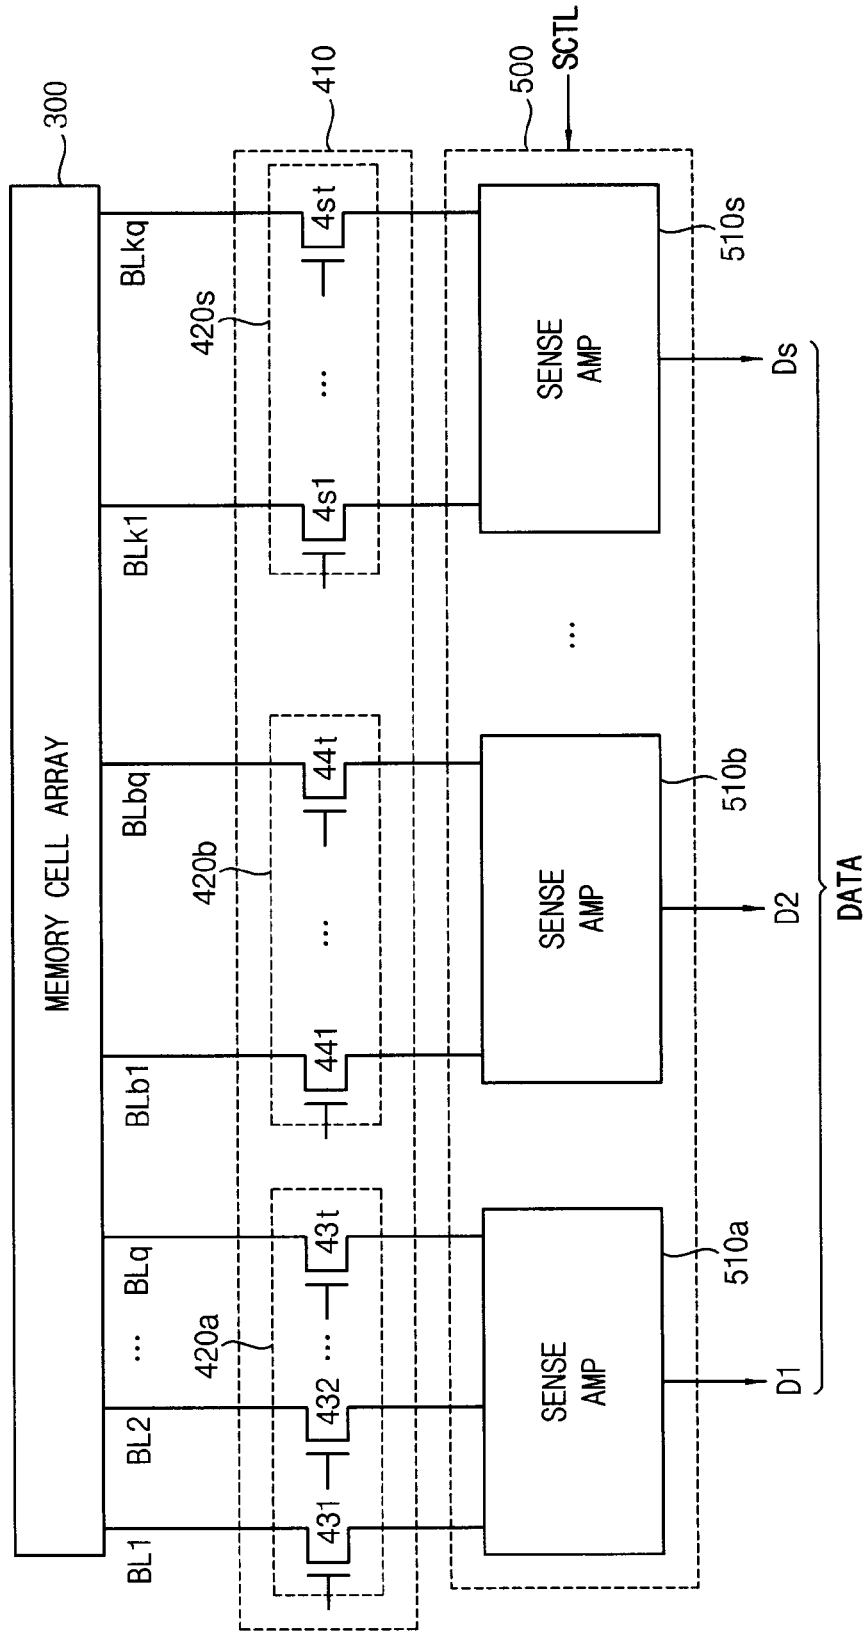 300
MEMORY CELL ARRAY
BL1
BL2
...
BLq
BLb1
BLbq
BLk1
BLkq
410
420a
420b
420s
431
432
...
43t
441
...
44t
4s1
...
4st
500
SCTL
SENSE
AMP
SENSE
AMP
...
SENSE
AMP
510a
510b
510s
D1
D2
Ds
DATA